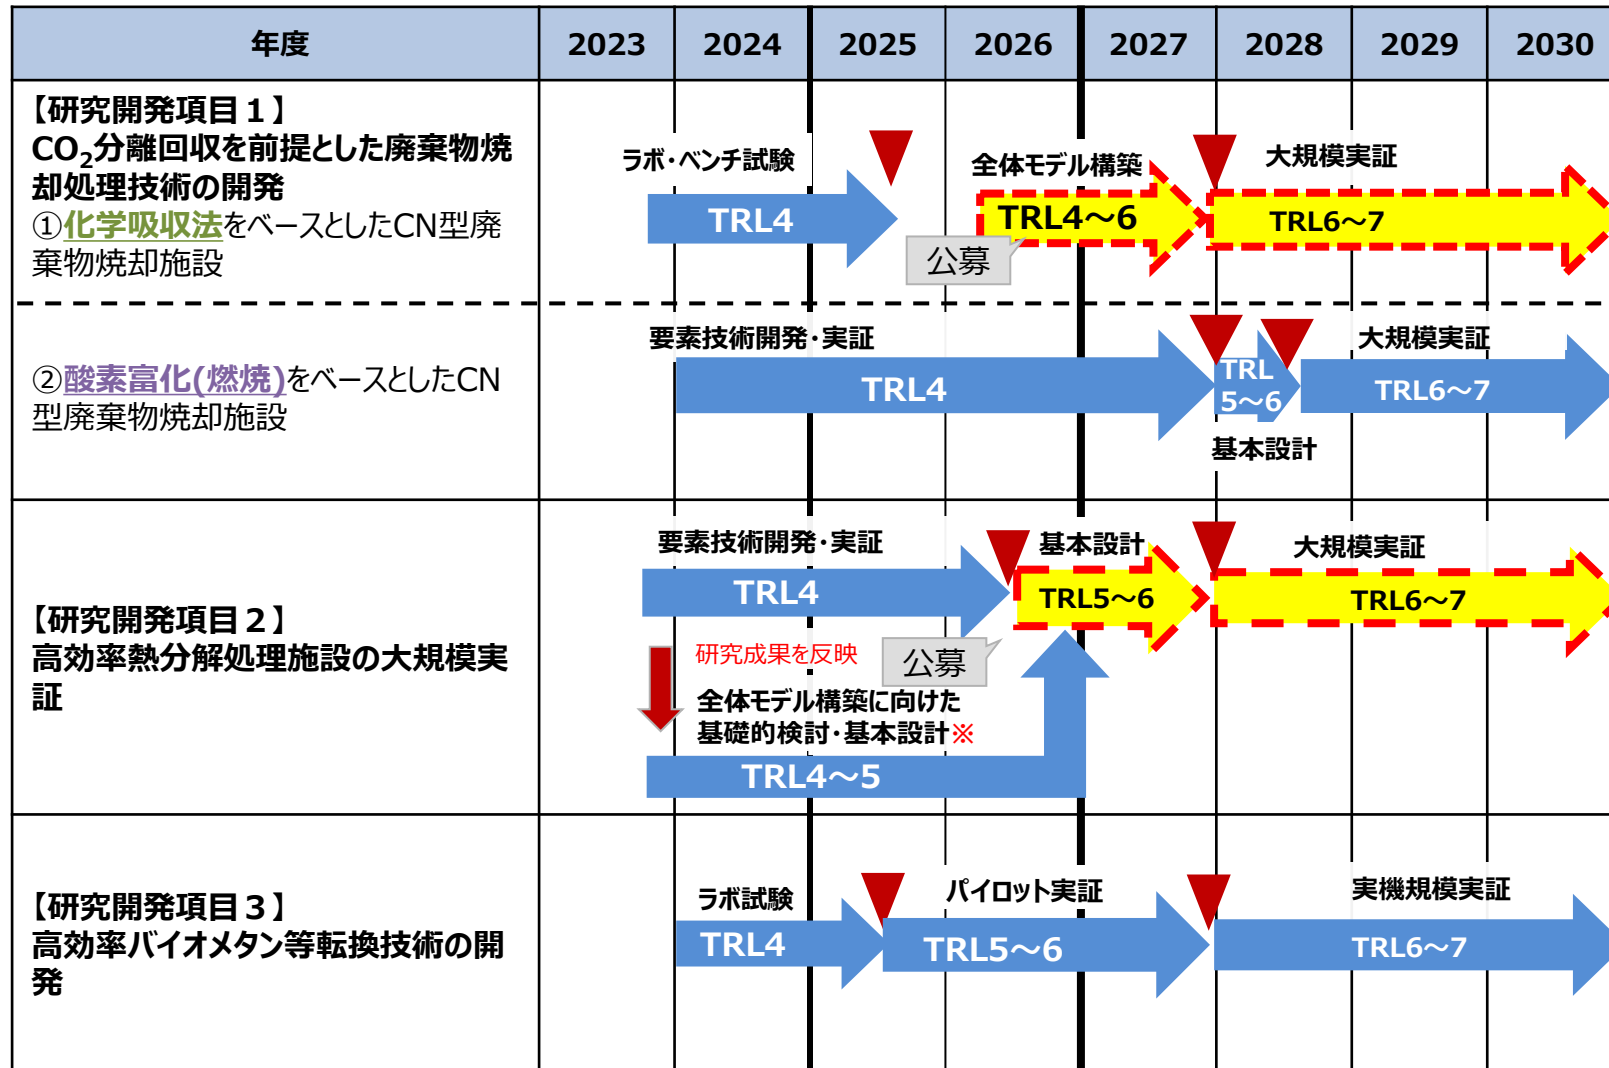 年度 2023 2024 2025 2026 2027 2028 2029 2030
【研究開発項目１】
CO2分離回収を前提とした廃棄物焼
却処理技術の開発
①化学吸収法をベースとしたCN型廃
棄物焼却施設
ラボ・ベンチ試験
TRL4
公募
全体モデル構築
TRL4～6
大規模実証
TRL6～7
②酸素富化(燃焼)をベースとしたCN
型廃棄物焼却施設
要素技術開発・実証
TRL4
TRL
5～6
基本設計
大規模実証
TRL6～7
【研究開発項目２】
高効率熱分解処理施設の大規模実
証
要素技術開発・実証
TRL4
基本設計
TRL5～6
大規模実証
TRL6～7
研究成果を反映
公募
全体モデル構築に向けた
基礎的検討・基本設計※
TRL4～5
【研究開発項目３】
高効率バイオメタン等転換技術の開
発
ラボ試験
TRL4
パイロット実証
TRL5～6
実機規模実証
TRL6～7